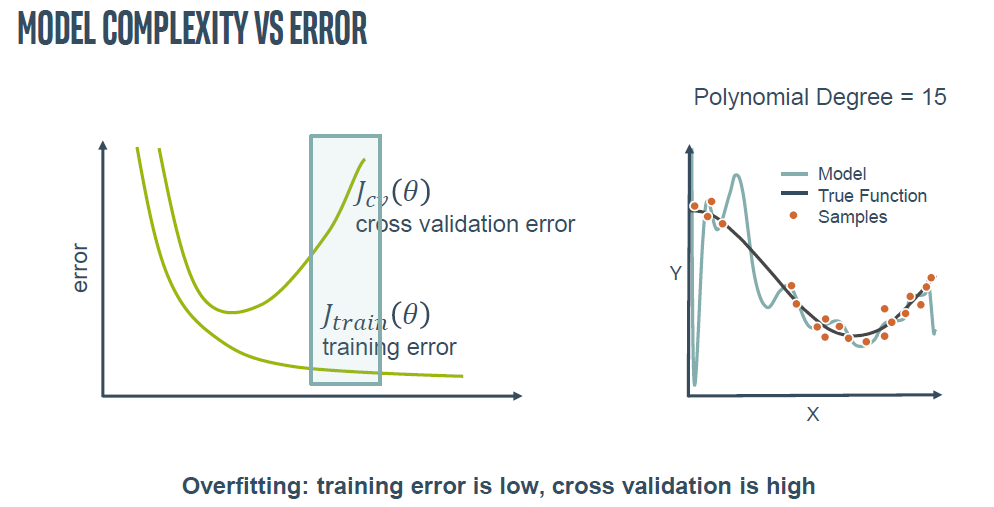 MODEL COMPLEXITY VS ERROR
Polynomial Degree = 15
error
J_cv(θ)
cross validation error
J_train(θ)
training error
Model
True Function
Samples
Y
X
Overfitting: training error is low, cross validation is high